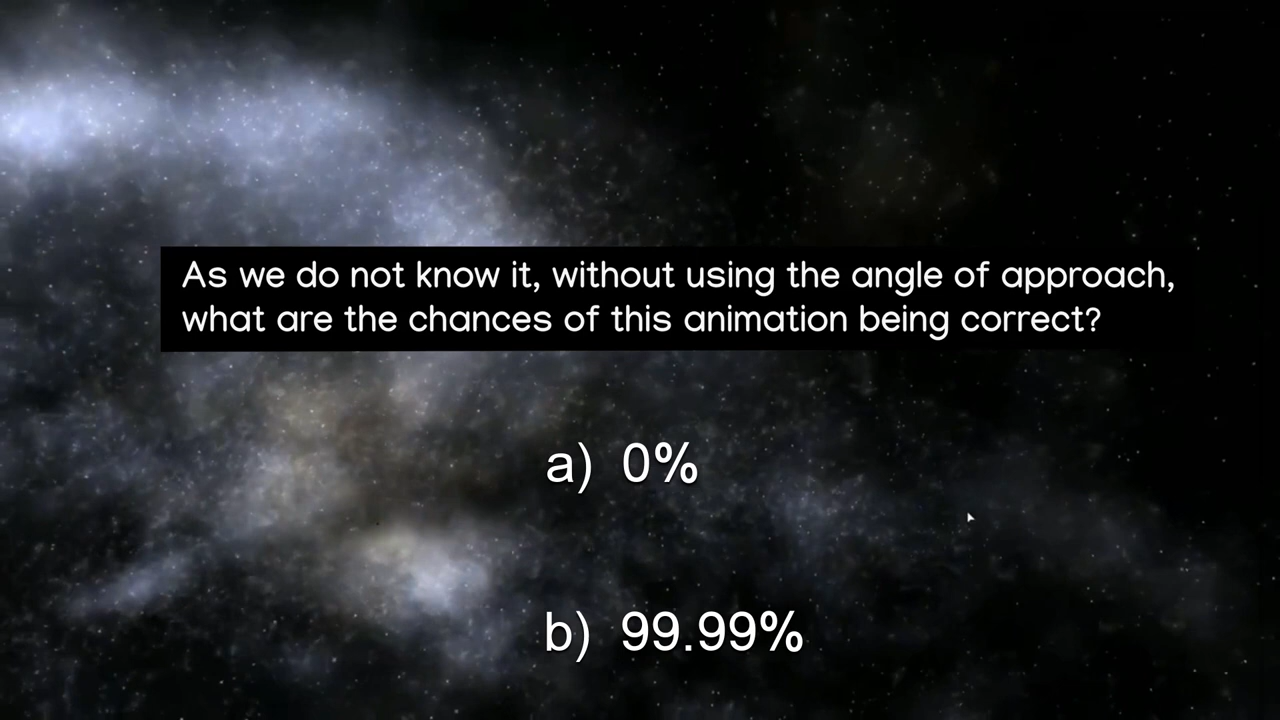 As we do not know it, without using the angle of approach,
what are the chances of this animation being correct?
a) 0%
b) 99.99%